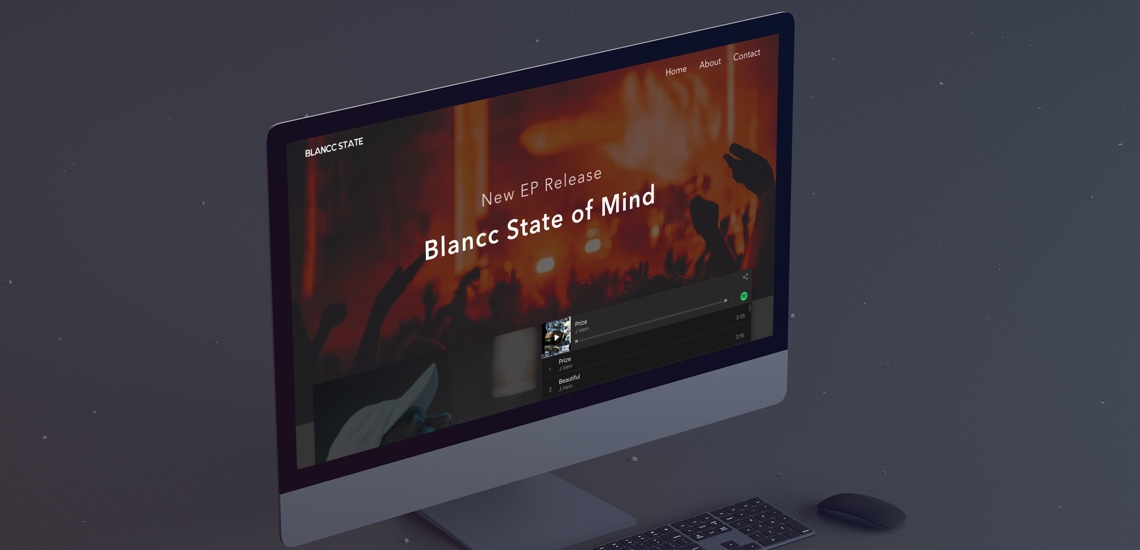 Home About Contact
BLANCC STATE
New EP Release
Blancc State of Mind
Prize
J.Vern
1 Prize 3:25
J.Vern
2 Beautiful 3:15
J.Vern